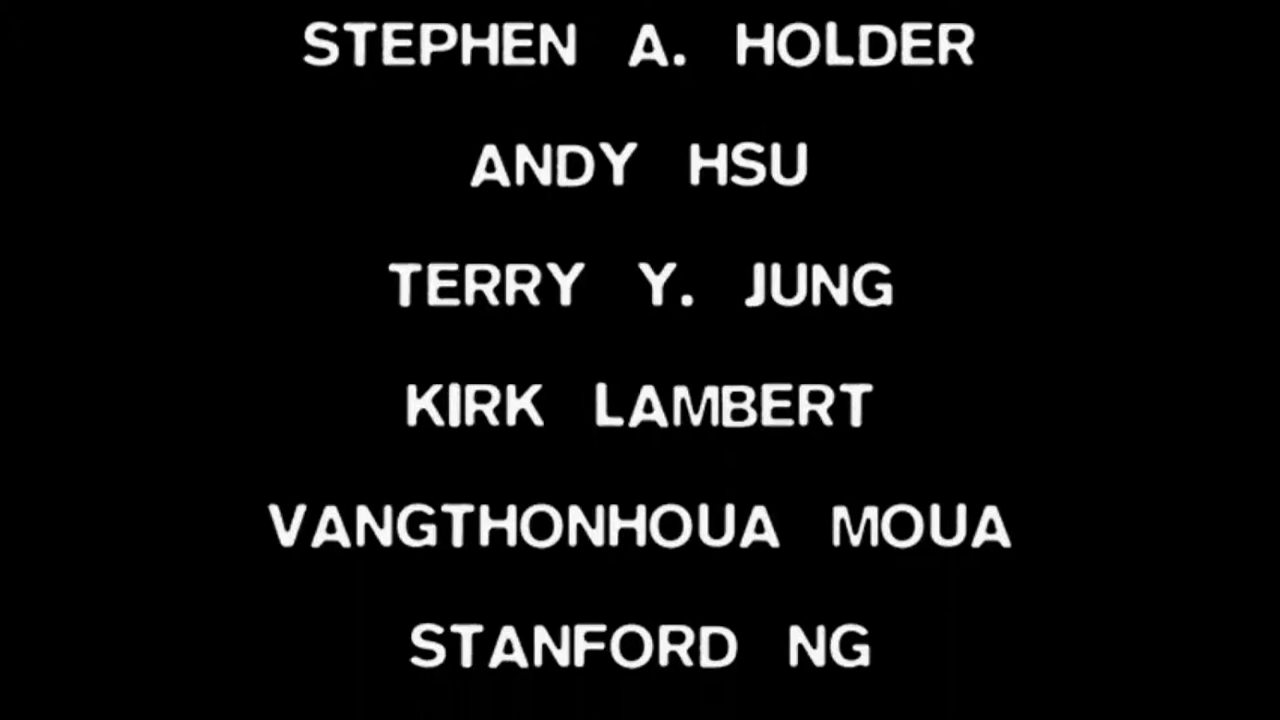 STEPHEN A. HOLDER
ANDY HSU
TERRY Y. JUNG
KIRK LAMBERT
VANGTHONHOUA MOUA
STANFORD NG